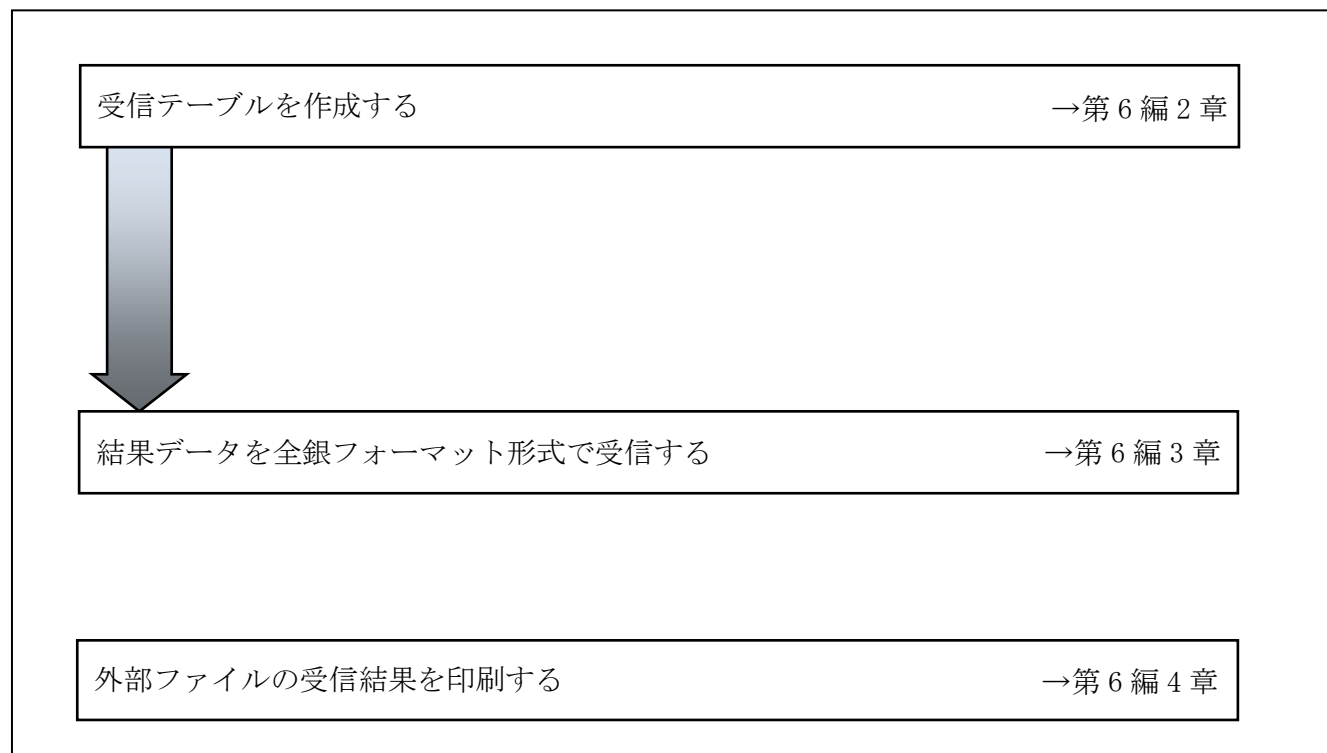 受信テーブルを作成する →第6編2章
結果データを全銀フォーマット形式で受信する →第6編3章
外部ファイルの受信結果を印刷する →第6編4章